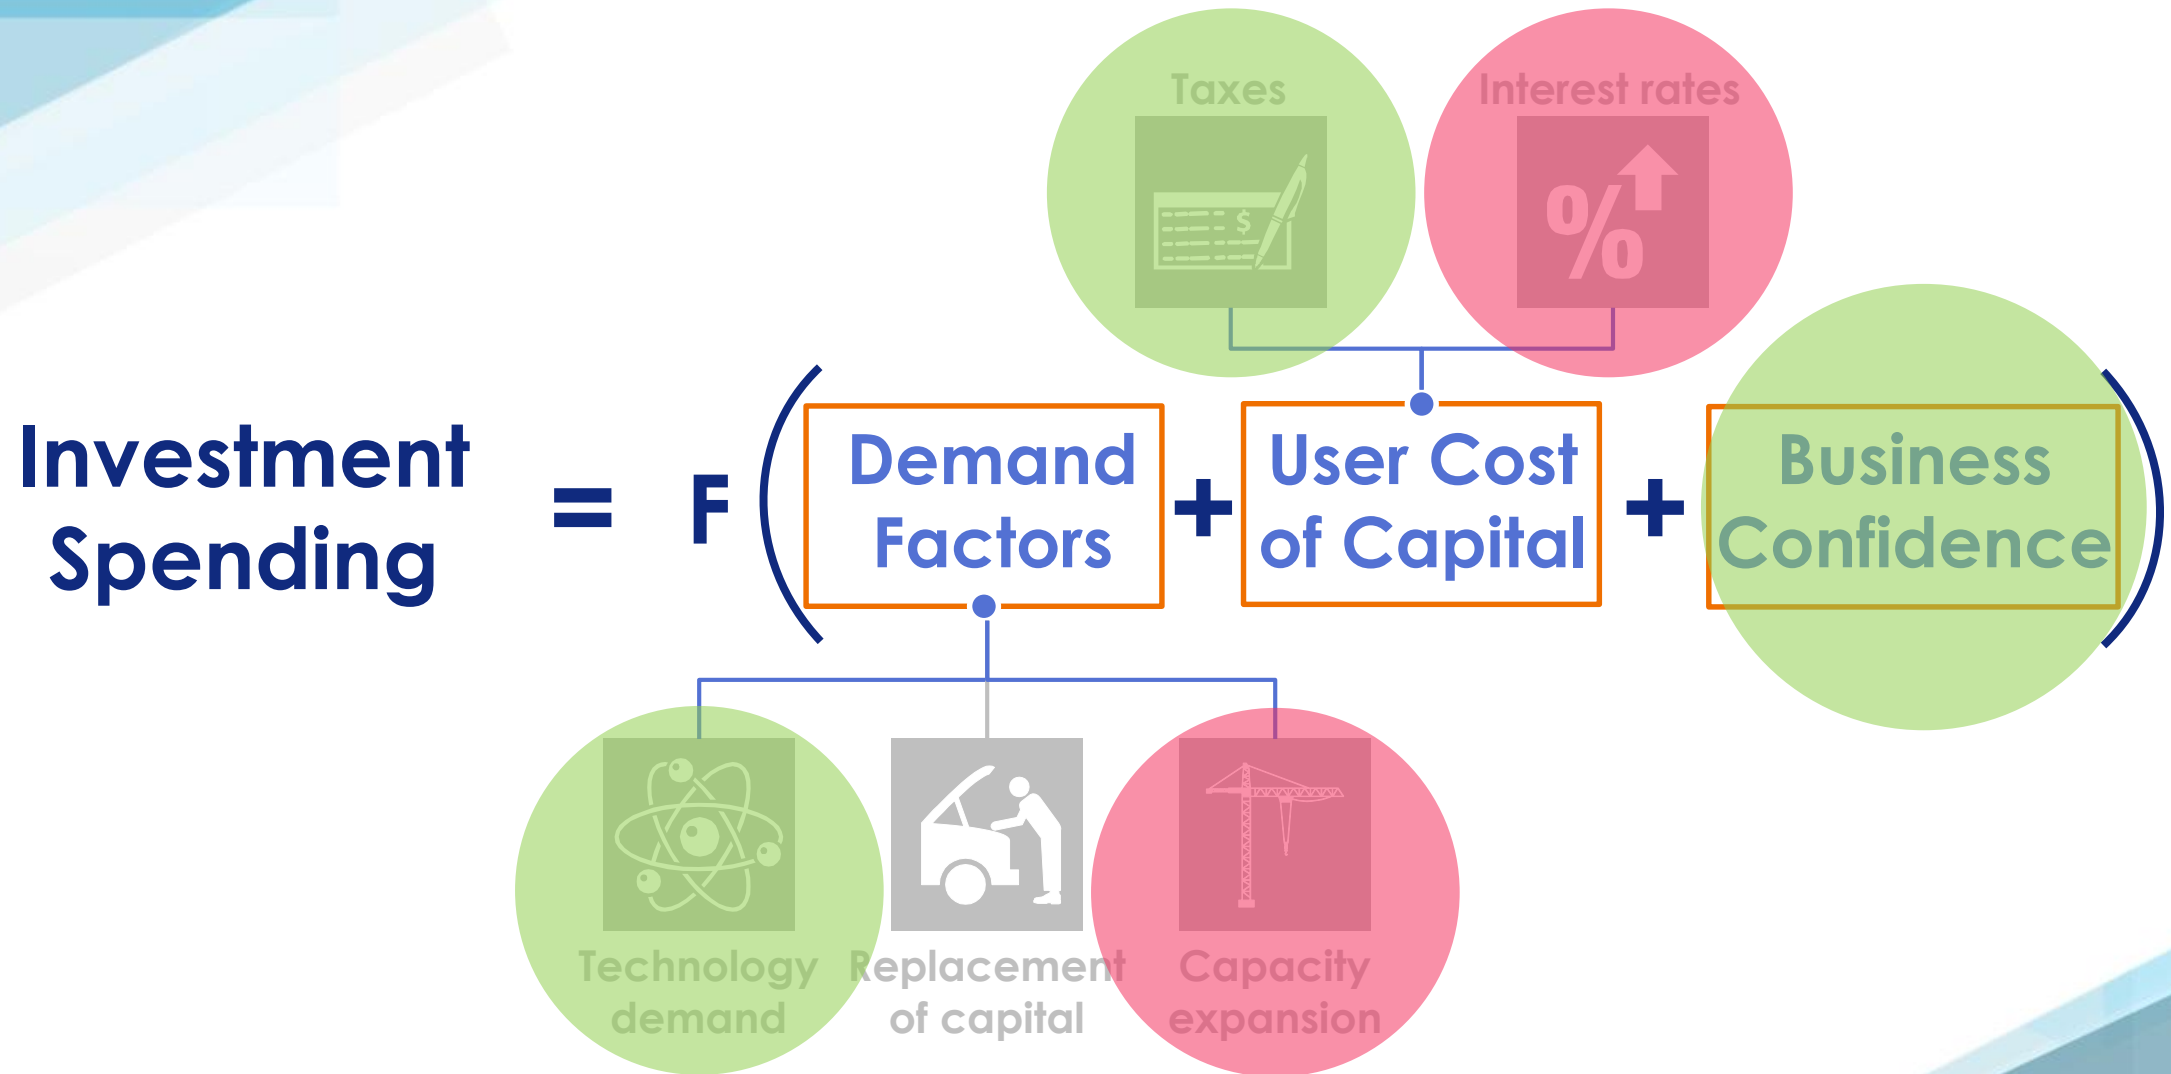 Taxes
Interest rates
$
%
Investment
Spending
=
F
(
Demand
Factors
+
User Cost
of Capital
+
Business
Confidence
)
Technology
demand
Replacement
of capital
Capacity
expansion